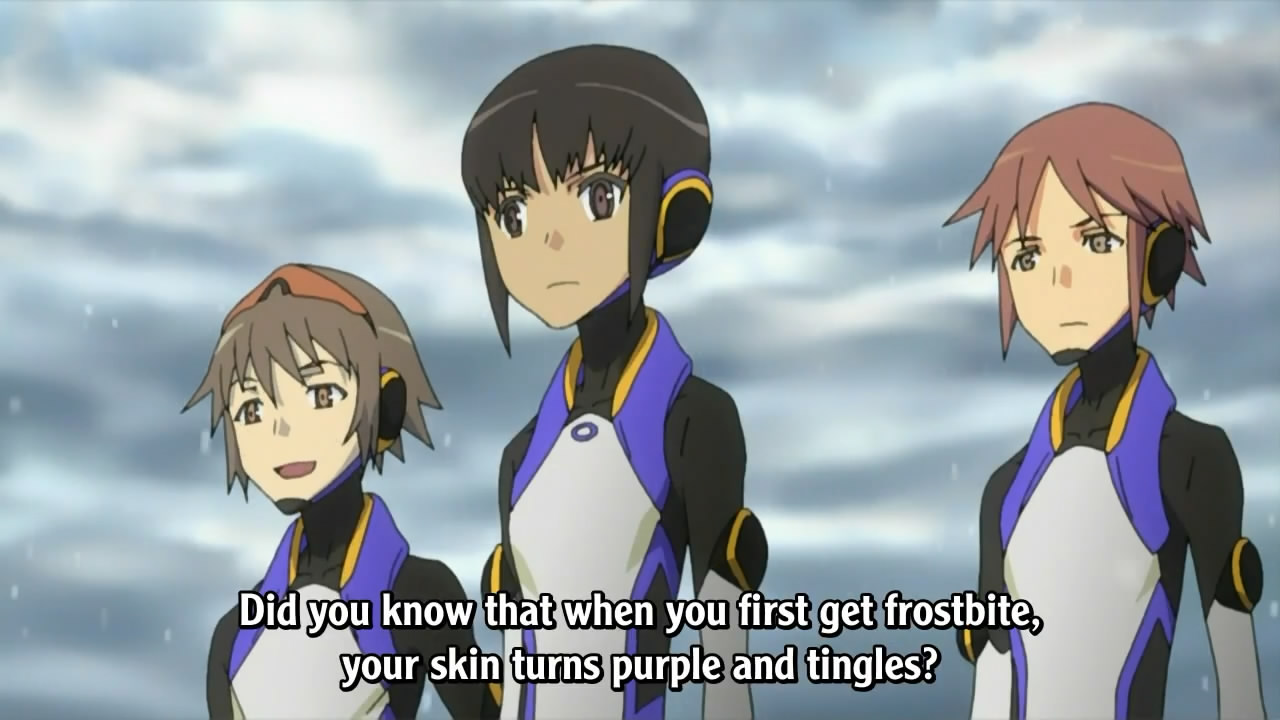 Did you know that when you first get frostbite,
your skin turns purple and tingles?